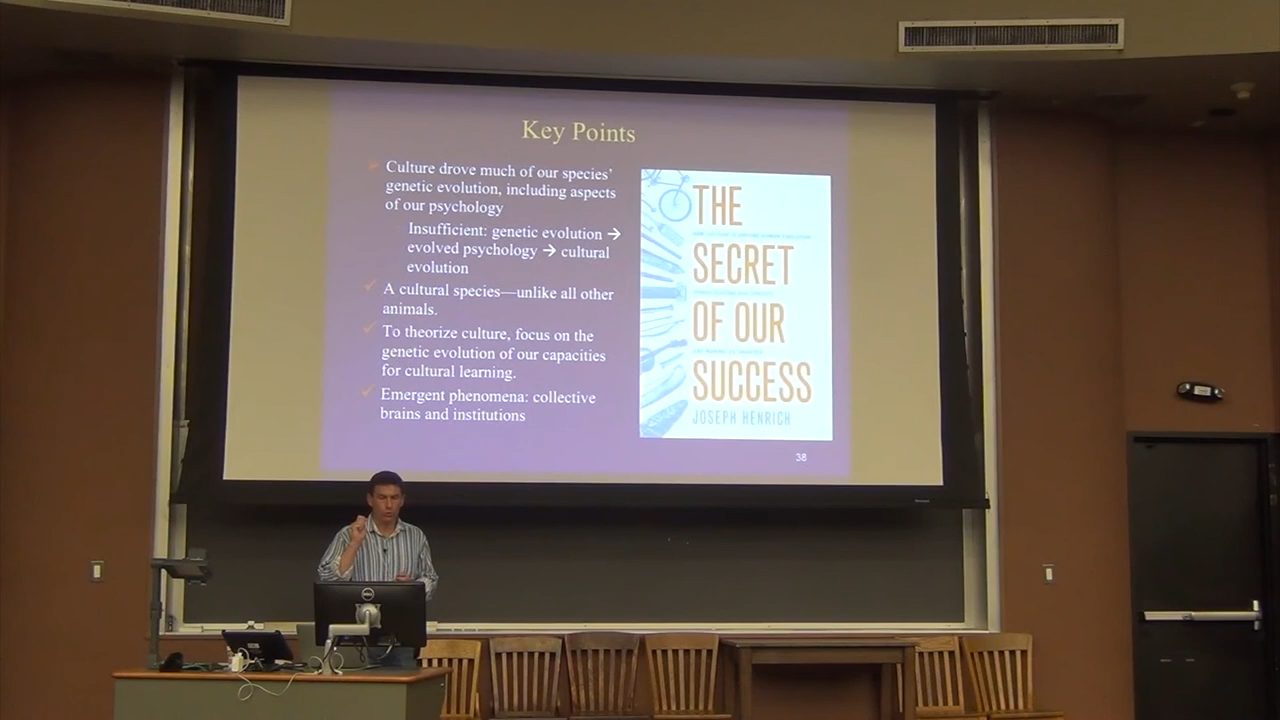 Key Points
Culture drove much of our species'
genetic evolution, including aspects
of our psychology
Insufficient: genetic evolution →
evolved psychology → cultural
evolution
A cultural species—unlike all other
animals.
To theorize culture, focus on the
genetic evolution of our capacities
for cultural learning.
Emergent phenomena: collective
brains and institutions
THE
SECRET
OF OUR
SUCCESS
JOSEPH HENRICH
38
DELL